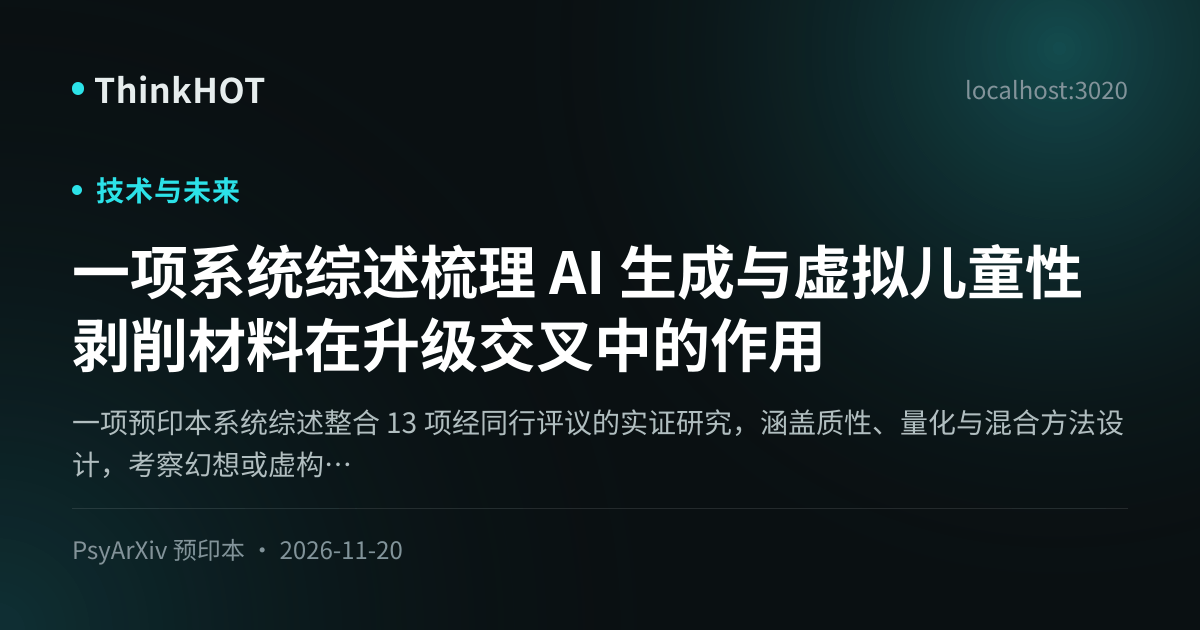 ThinkHOT
localhost:3020
技术与未来
一项系统综述梳理 AI 生成与虚拟儿童性
剥削材料在升级交叉中的作用
一项预印本系统综述整合 13 项经同行评议的实证研究，涵盖质性、量化与混合方法设
计，考察幻想或虚构…
PsyArXiv 预印本 · 2026-11-20